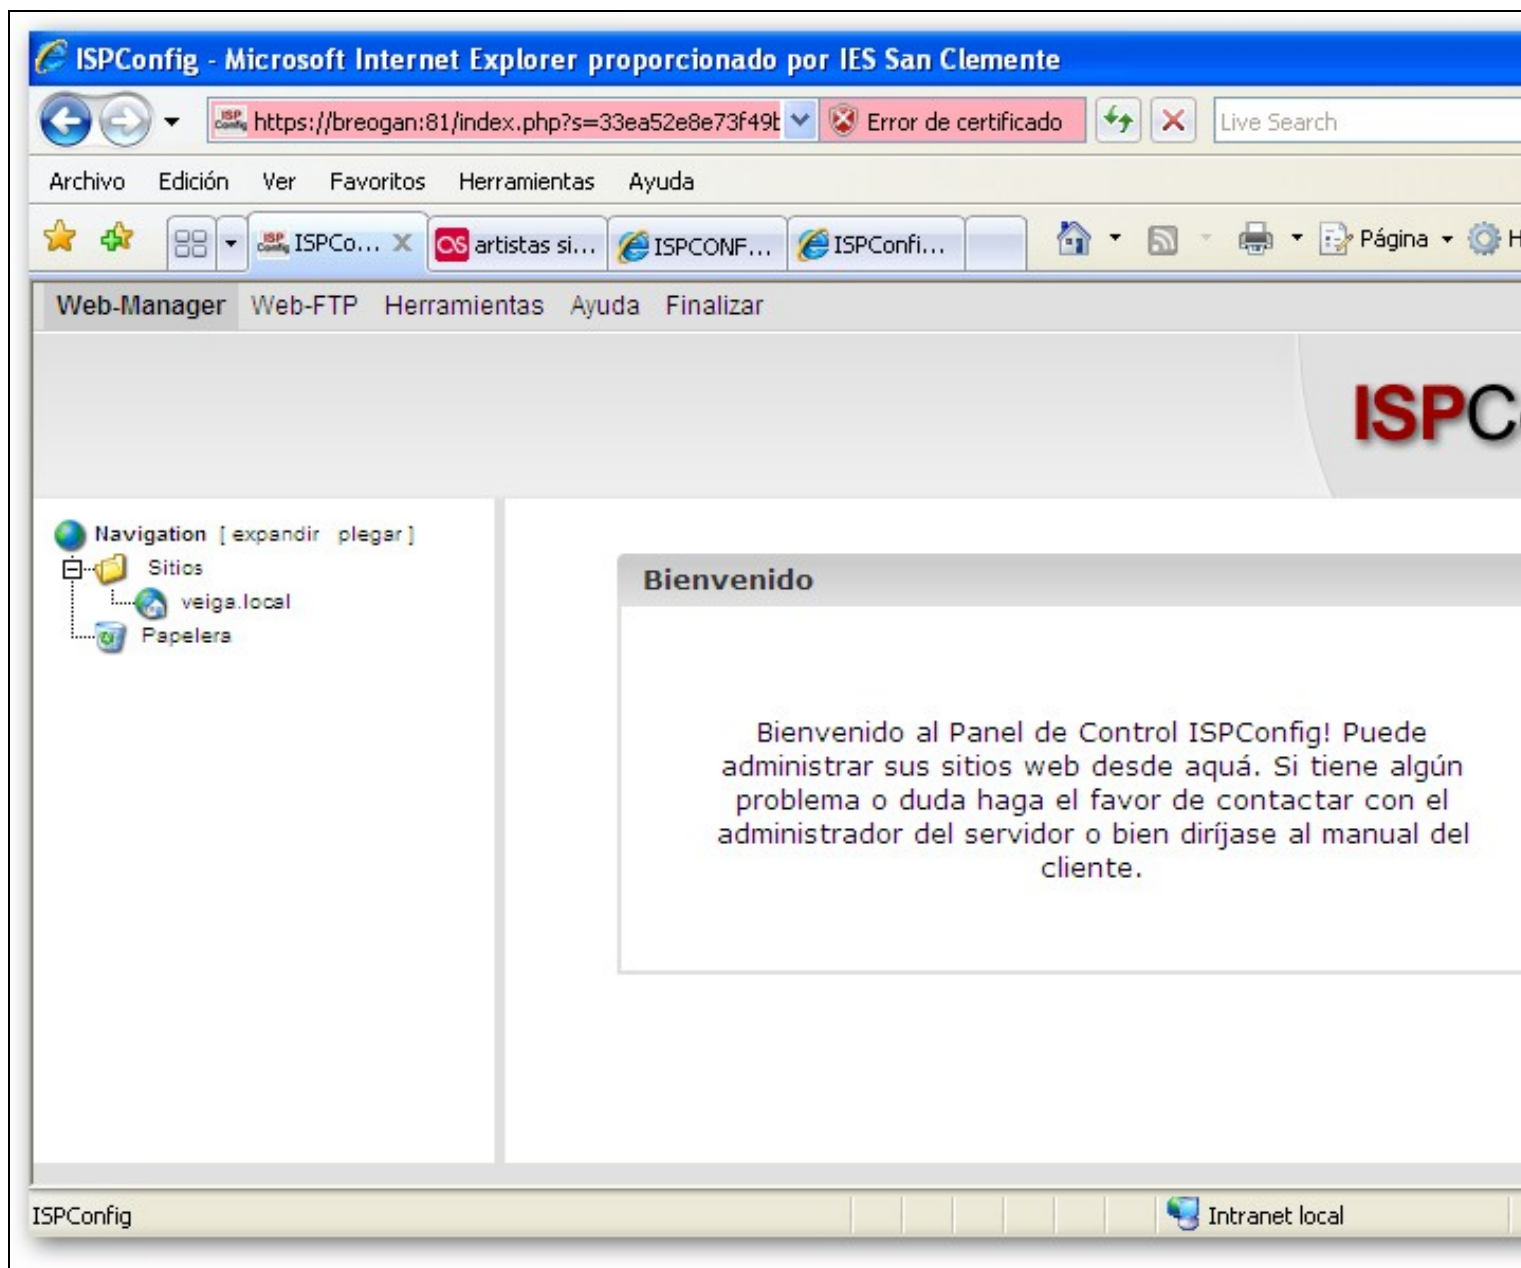 ISPConfig - Microsoft Internet Explorer proporcionado por IES San Clemente
https://breogan:81/index.php?s=33ea52e8e73f49b Error de certificado Live Search
Archivo Edición Ver Favoritos Herramientas Ayuda
ISPCo... artistas si... ISPCONF... ISPConfi... Página H
Web-Manager Web-FTP Herramientas Ayuda Finalizar
ISPCo
Navigation [ expandir plegar ]
Sitios
veiga.local
Papelera
Bienvenido
Bienvenido al Panel de Control ISPConfig! Puede
administrar sus sitios web desde aquá. Si tiene algún
problema o duda haga el favor de contactar con el
administrador del servidor o bien diríjase al manual del
cliente.
ISPConfig Intranet local